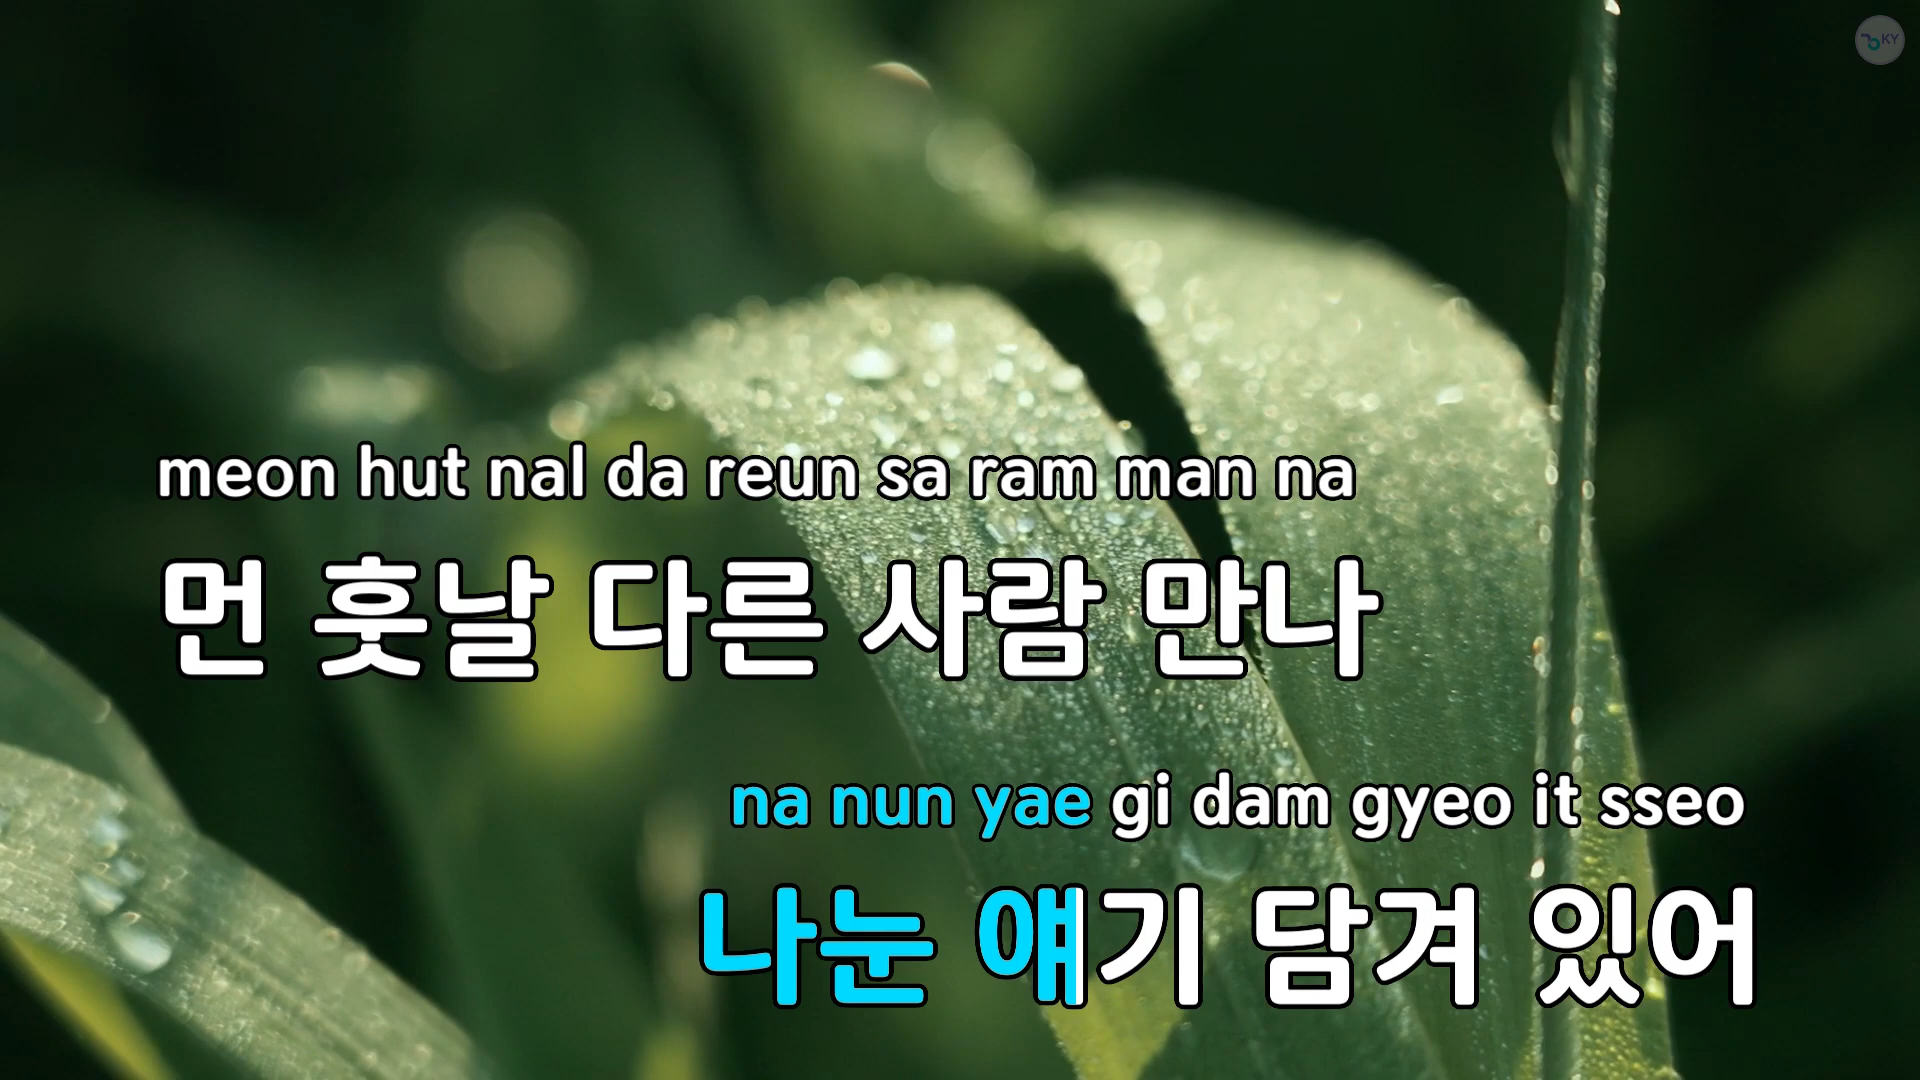 KY
meon hut nal da reun sa ram man na
먼 훗날 다른 사람 만나
na nun yae gi dam gyeo it sseo
나눈 얘기 담겨 있어